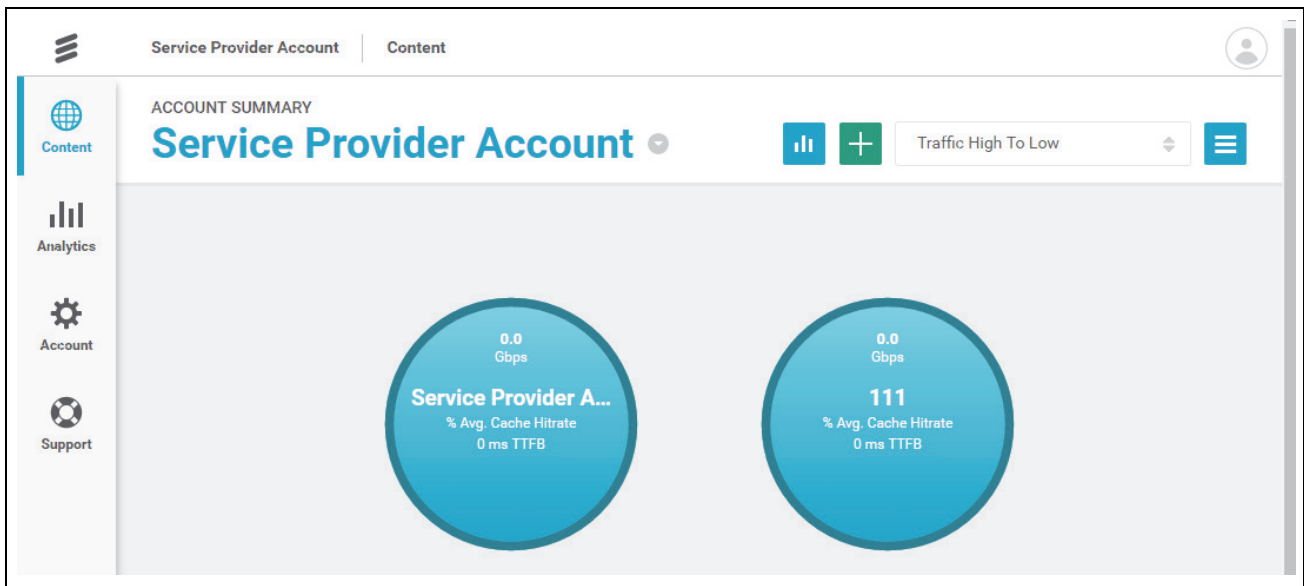 Service Provider Account
Content
Content
ACCOUNT SUMMARY
Service Provider Account
Traffic High To Low
Analytics
Account
Support
0.0
Gbps
Service Provider A...
% Avg. Cache Hitrate
0 ms TTFB
0.0
Gbps
111
% Avg. Cache Hitrate
0 ms TTFB